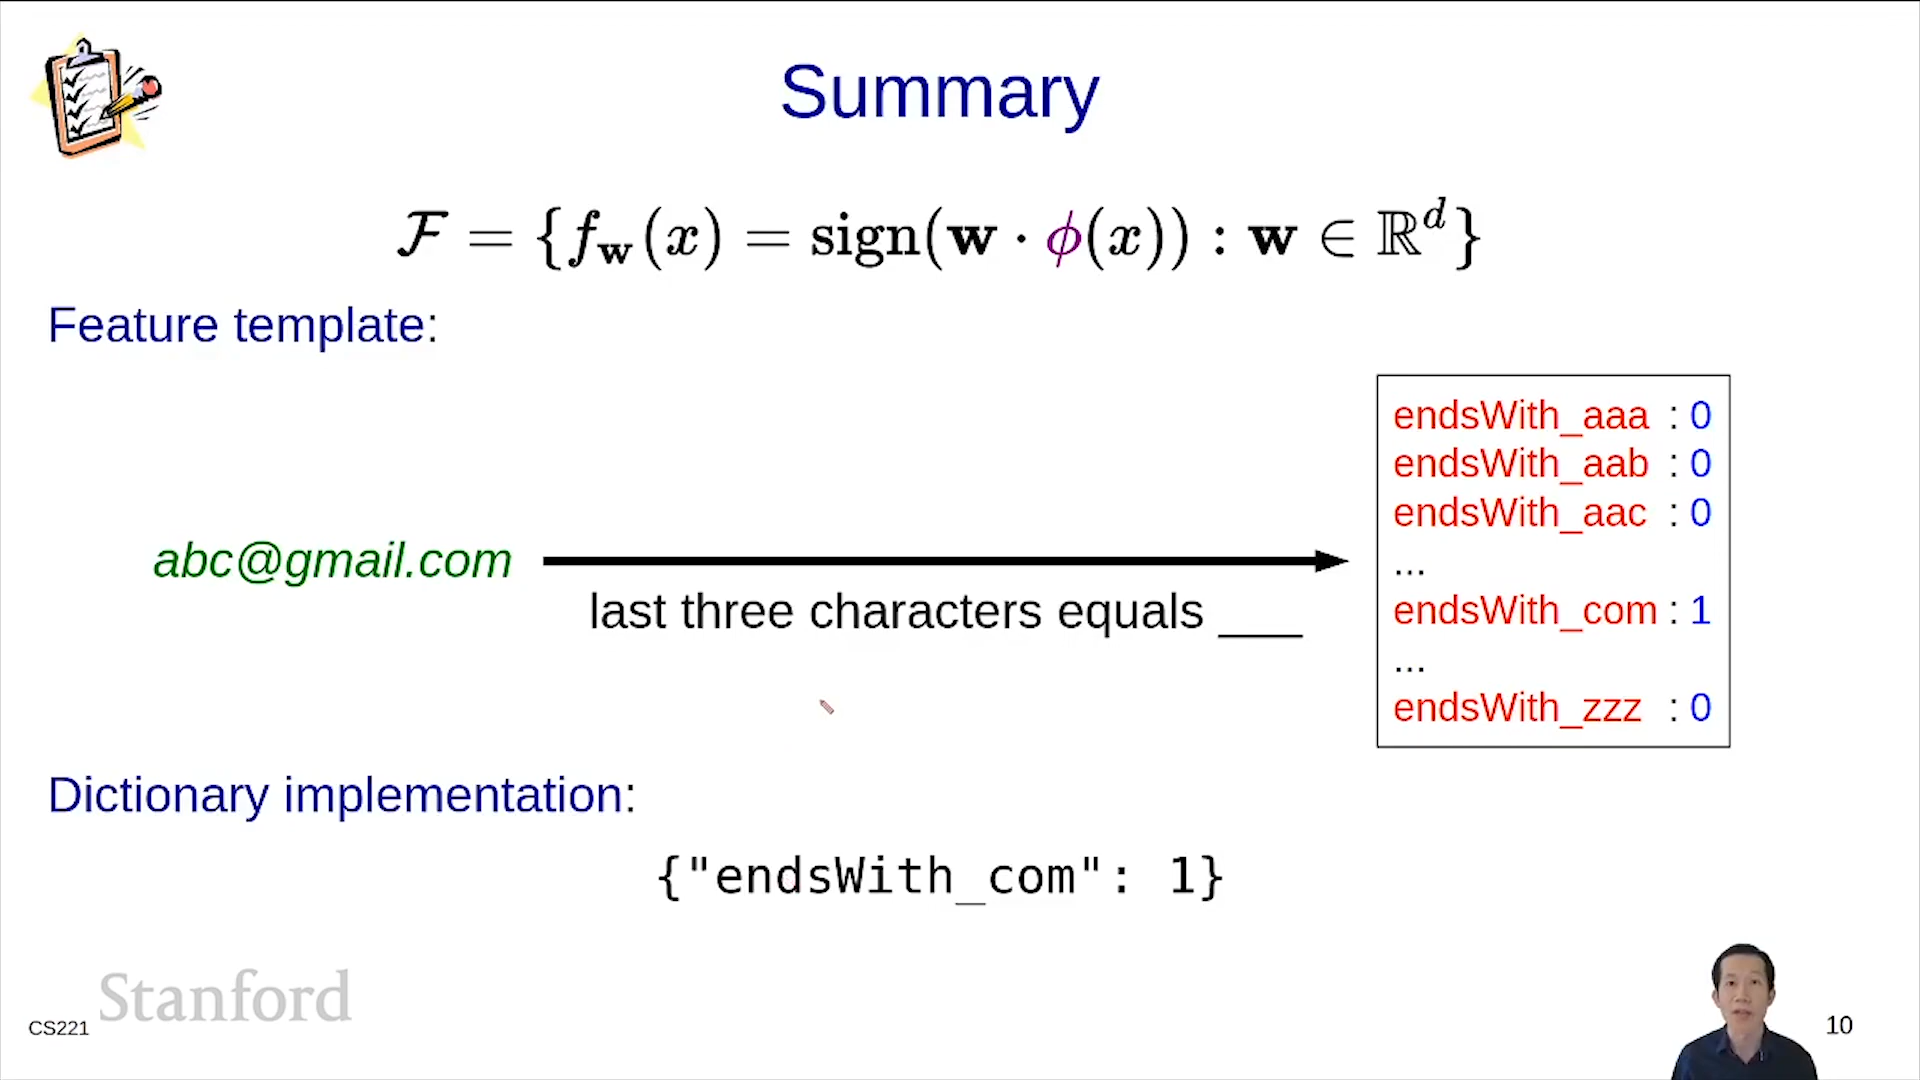 Summary
ℱ = {f_𝐰(x) = sign(𝐰 · ϕ(x)) : 𝐰 ∈ ℝ^d}
Feature template:
endsWith_aaa : 0
endsWith_aab : 0
endsWith_aac : 0
...
abc@gmail.com
last three characters equals ___
endsWith_com : 1
...
endsWith_zzz : 0
Dictionary implementation:
{"endsWith_com": 1}
Stanford
CS221
10